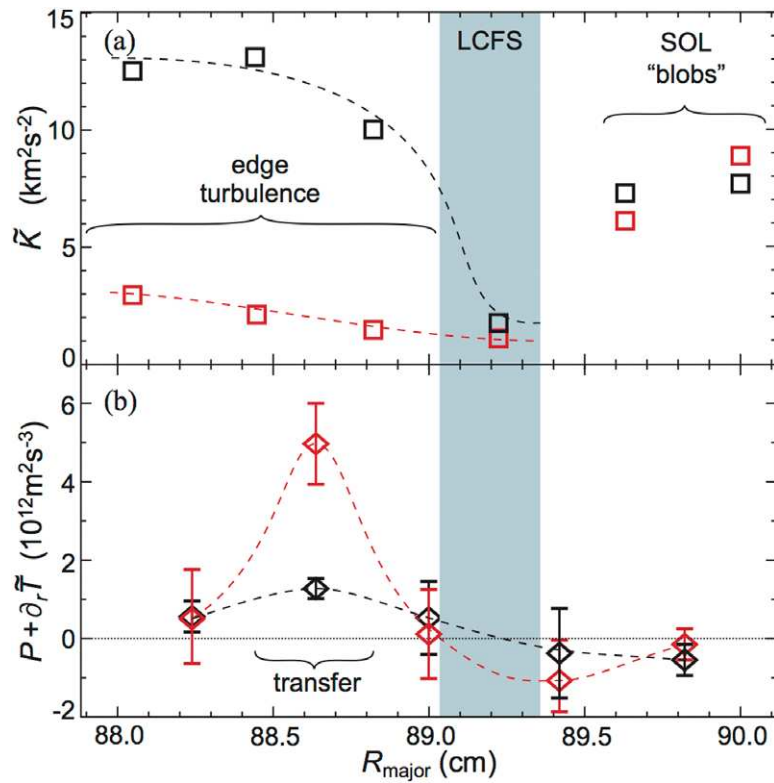 (a)
LCFS
SOL
"blobs"
edge
turbulence
K̃ (km²s⁻²)
15
10
5
0
(b)
transfer
P + ∂ᵣT̃ (10¹²m²s⁻³)
6
4
2
0
-2
88.0
88.5
89.0
89.5
90.0
R_major (cm)